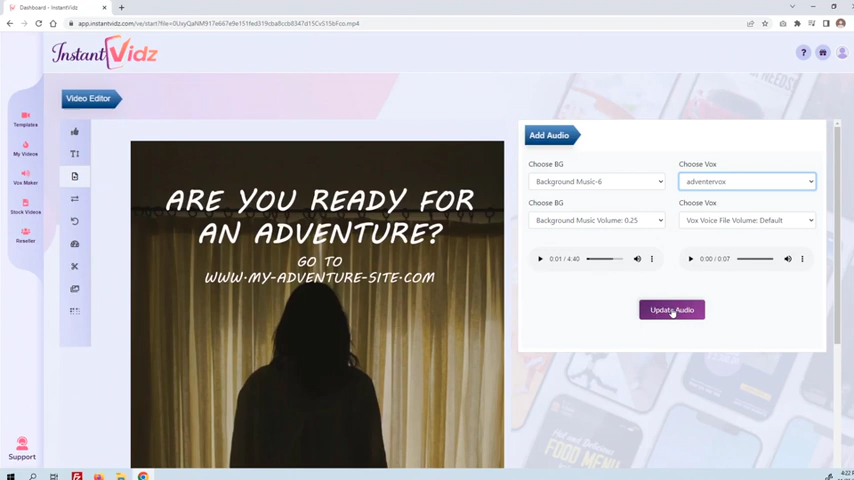 Dashboard - InstantVidz
app.instantvidz.com/ve/start?file=
InstantVidz
Video Editor
Templates
My Videos
Vox Maker
Stock Videos
Reseller
Support
ARE YOU READY FOR
AN ADVENTURE?
GO TO
WWW.MY-ADVENTURE-SITE.COM
Add Audio
Choose BG Choose Vox
Background Music-6 adventervox
Choose BG Choose Vox
Background Music Volume: 0.25 Vox Voice File Volume: Default
0:01 / 4:40 0:00 / 0:07
Update Audio
4:22 P